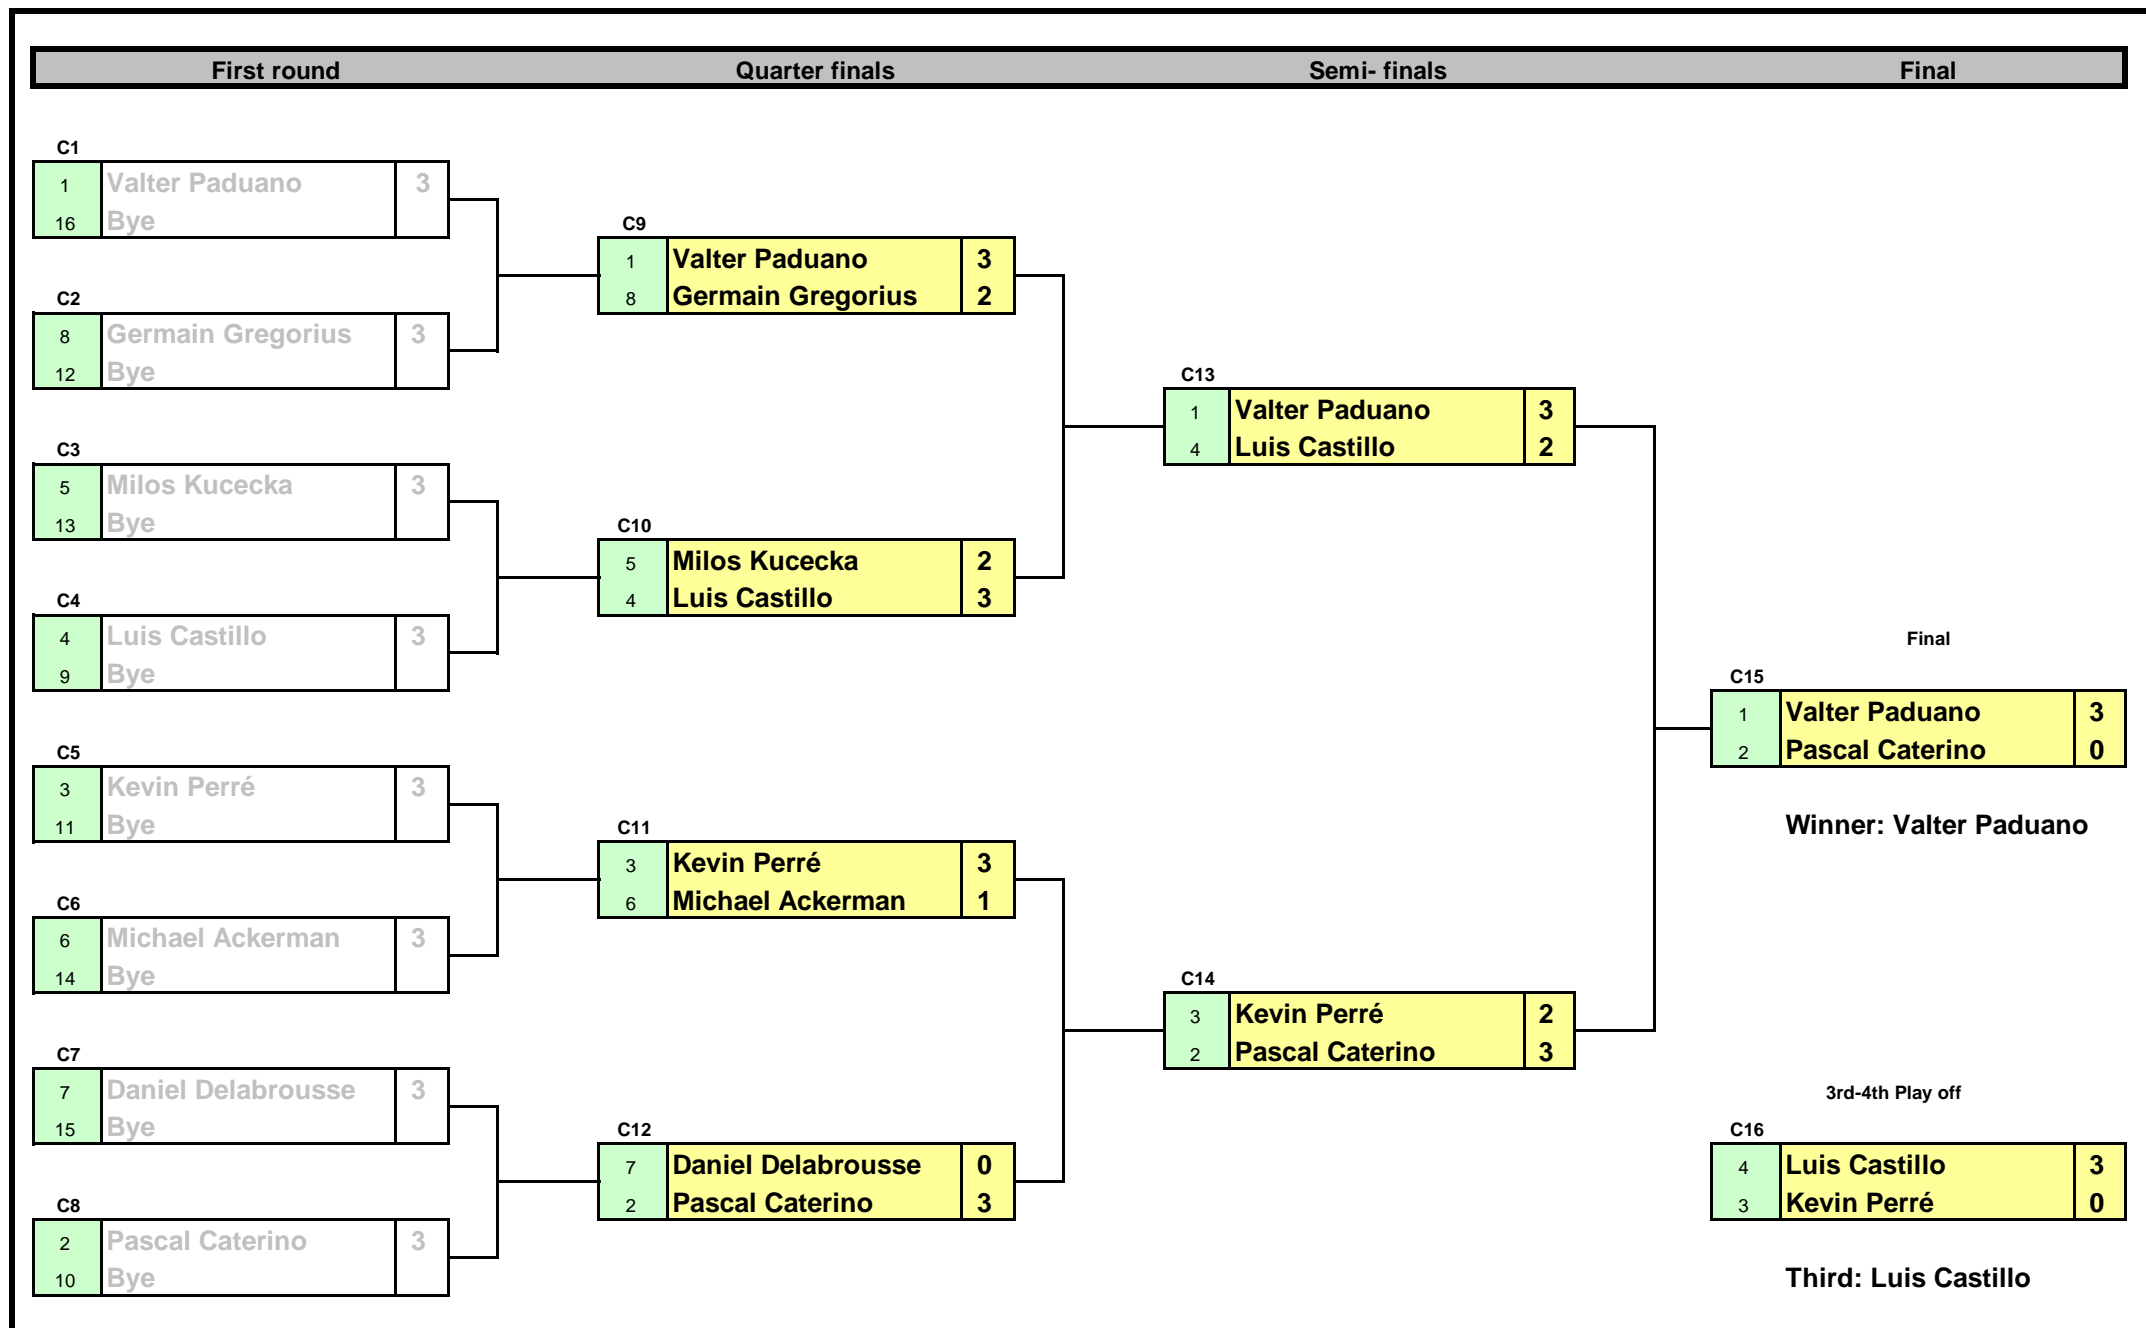 First round Quarter finals Semi- finals Final
C1
1 Valter Paduano 3
16 Bye
C2
8 Germain Gregorius 3
12 Bye
C3
5 Milos Kucecka 3
13 Bye
C4
4 Luis Castillo 3
9 Bye
C5
3 Kevin Perré 3
11 Bye
C6
6 Michael Ackerman 3
14 Bye
C7
7 Daniel Delabrousse 3
15 Bye
C8
2 Pascal Caterino 3
10 Bye
C9
1 Valter Paduano 3
8 Germain Gregorius 2
C10
5 Milos Kucecka 2
4 Luis Castillo 3
C11
3 Kevin Perré 3
6 Michael Ackerman 1
C12
7 Daniel Delabrousse 0
2 Pascal Caterino 3
C13
1 Valter Paduano 3
4 Luis Castillo 2
C14
3 Kevin Perré 2
2 Pascal Caterino 3
Final
C15
1 Valter Paduano 3
2 Pascal Caterino 0
Winner: Valter Paduano
3rd-4th Play off
C16
4 Luis Castillo 3
3 Kevin Perré 0
Third: Luis Castillo